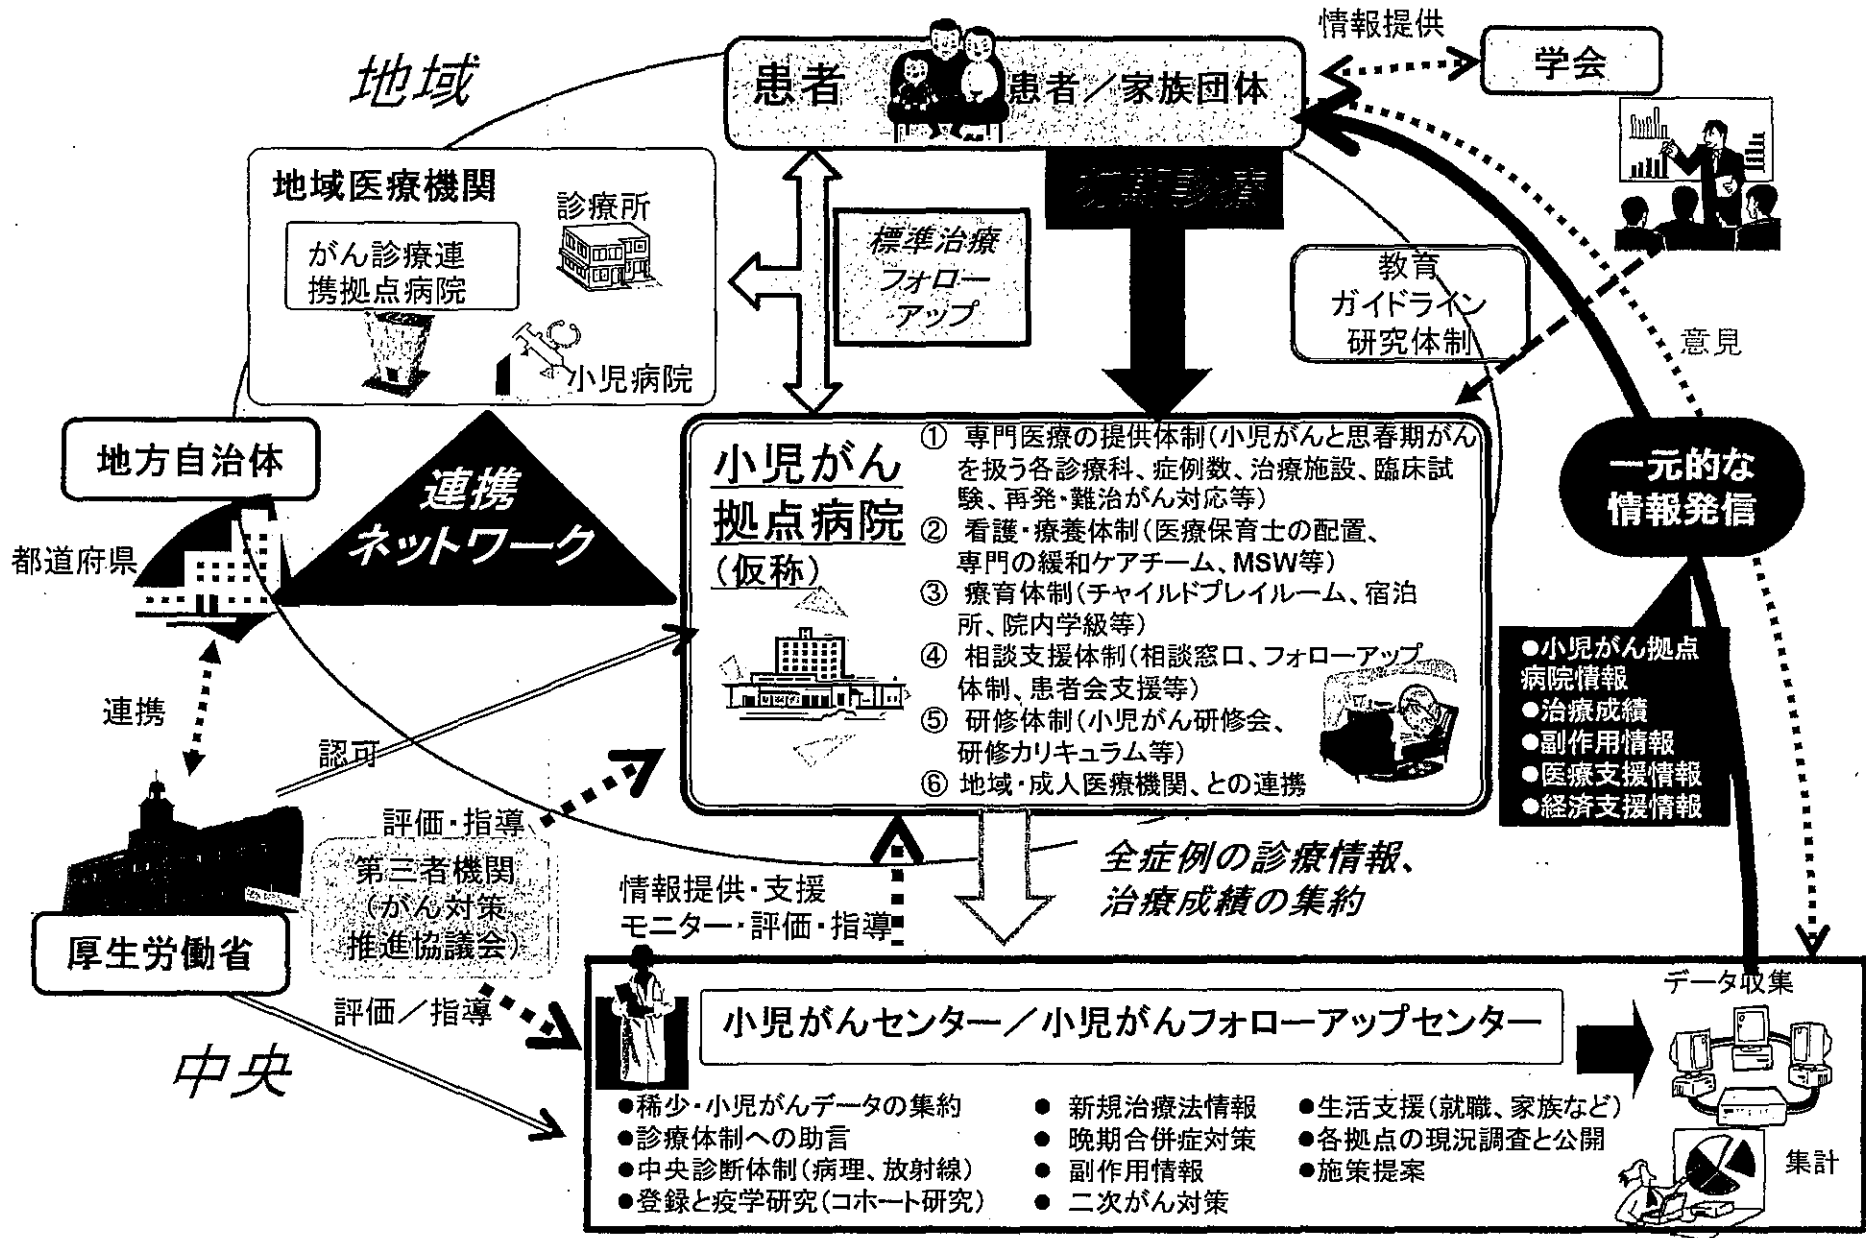 地域
患者
患者／家族団体
情報提供
学会
地域医療機関
診療所
がん診療連
携拠点病院
小児病院
標準治療
フォロー
アップ
教育
ガイドライン
研究体制
意見
地方自治体
都道府県
連携
ネットワーク
小児がん
拠点病院
（仮称）
① 専門医療の提供体制（小児がんと思春期がん
を扱う各診療科、症例数、治療施設、臨床試
験、再発・難治がん対応等）
② 看護・療養体制（医療保育士の配置、
専門の緩和ケアチーム、MSW等）
③ 療育体制（チャイルドプレイルーム、宿泊
所、院内学級等）
④ 相談支援体制（相談窓口、フォローアップ
体制、患者会支援等）
⑤ 研修体制（小児がん研修会、
研修カリキュラム等）
⑥ 地域・成人医療機関、との連携
一元的な
情報発信
●小児がん拠点
病院情報
●治療成績
●副作用情報
●医療支援情報
●経済支援情報
連携
認可
評価・指導
第三者機関
（がん対策
推進協議会）
厚生労働省
評価／指導
情報提供・支援
モニター・評価・指導
全症例の診療情報、
治療成績の集約
中央
小児がんセンター／小児がんフォローアップセンター
データ収集
●稀少・小児がんデータの集約
●診療体制への助言
●中央診断体制（病理、放射線）
●登録と疫学研究（コホート研究）
● 新規治療法情報
● 晩期合併症対策
● 副作用情報
● 二次がん対策
●生活支援（就職、家族など）
●各拠点の現況調査と公開
●施策提案
集計